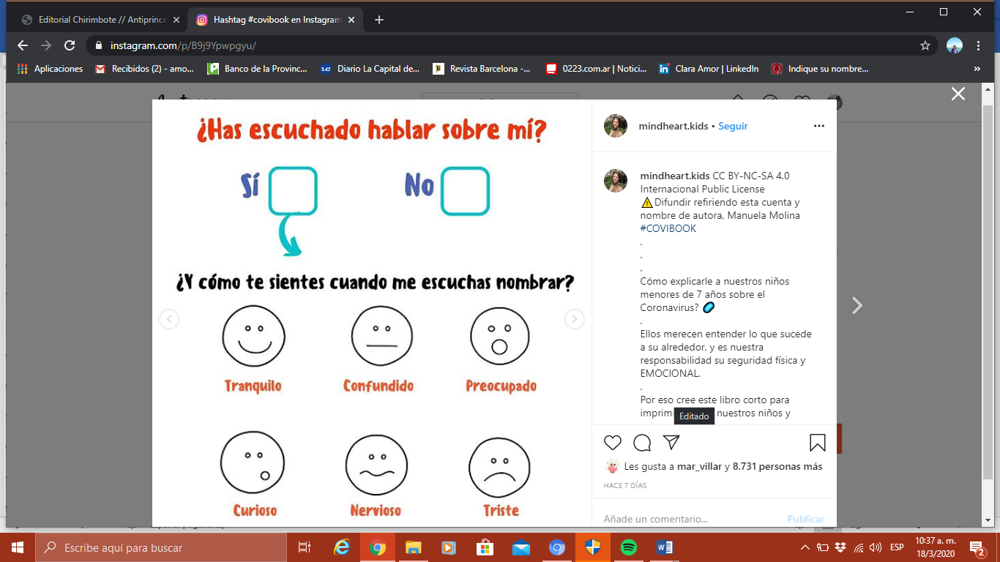 Editorial Chirimbote // Antiprince
Hashtag #covibook en Instagram
instagram.com/p/B9j9Ypwpgyu/
Aplicaciones
Recibidos (2) - amo...
Banco de la Provinc...
Diario La Capital de...
Revista Barcelona -...
0223.com.ar | Notici...
Clara Amor | LinkedIn
Indique su nombre...
»
¿Has escuchado hablar sobre mí?
Sí
No
¿Y cómo te sientes cuando me escuchas nombrar?
Tranquilo
Confundido
Preocupado
Curioso
Nervioso
Triste
mindheart.kids • Seguir
mindheart.kids CC BY-NC-SA 4.0
Internacional Public License
⚠Difundir refiriendo esta cuenta y
nombre de autora, Manuela Molina
#COVIBOOK
.
.
.
Cómo explicarle a nuestros niños
menores de 7 años sobre el
Coronavirus?
.
Ellos merecen entender lo que sucede
a su alrededor, y es nuestra
responsabilidad su seguridad física y
EMOCIONAL.
.
Por eso cree este libro corto para
nuestros niños y
Editado
Les gusta a mar_villar y 8.731 personas más
HACE 7 DÍAS
Añade un comentario...
Publicar
Escribe aquí para buscar
ESP
10:37 a. m.
18/3/2020
2